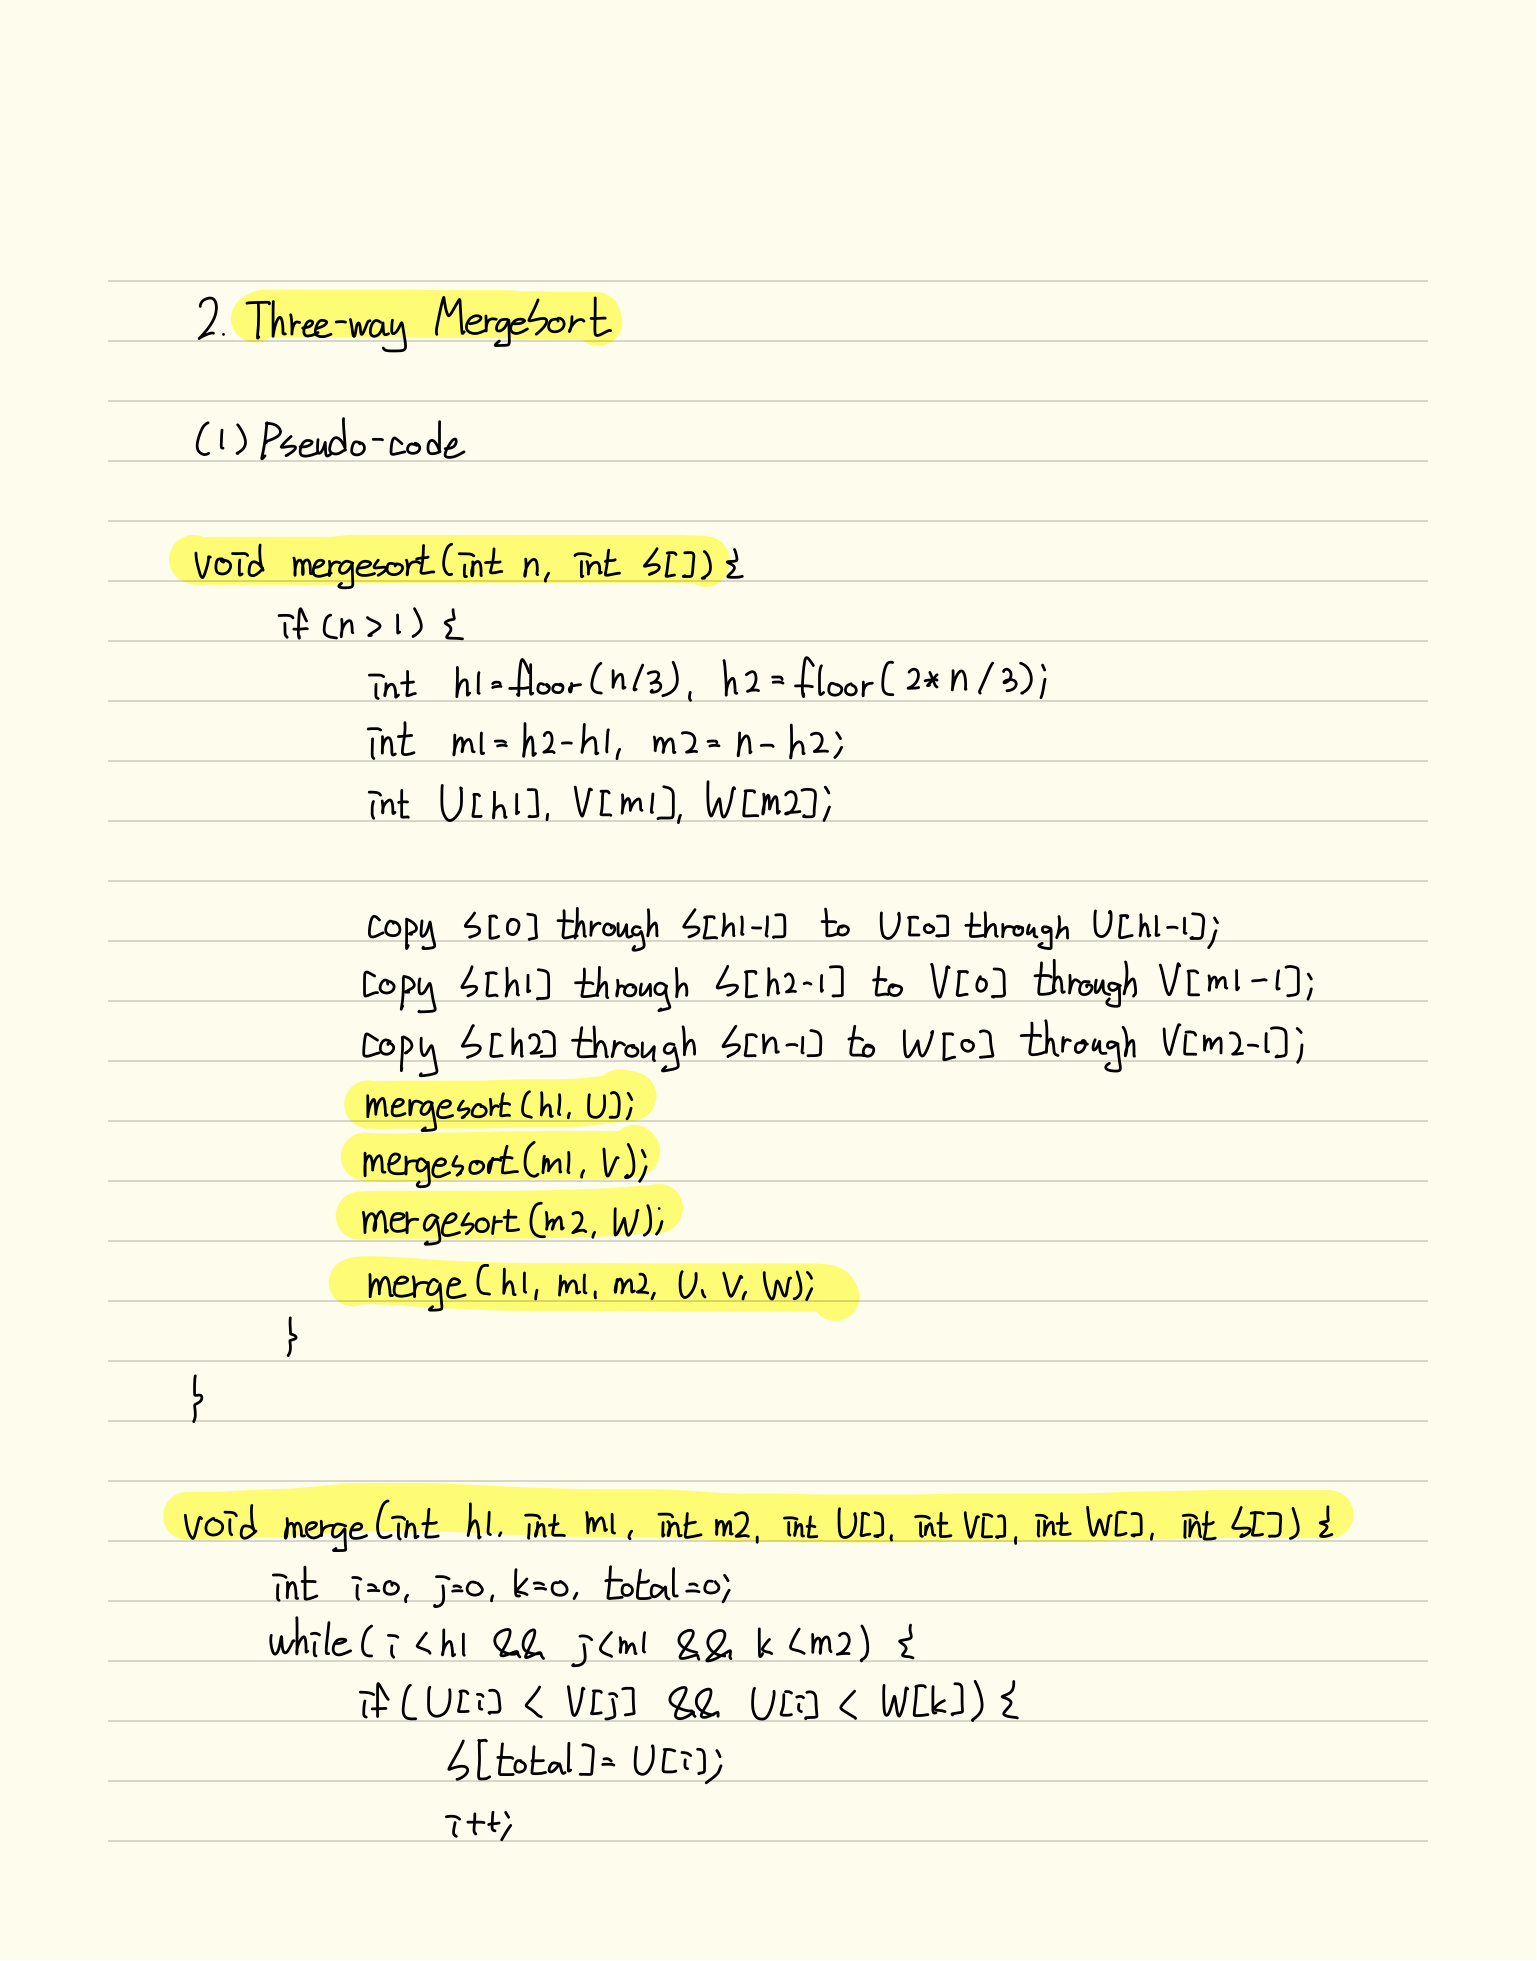 2. Three-way MergeSort
(1) Pseudo-code
void mergesort(int n, int S[]) {
if (n > 1) {
int h1=floor(n/3), h2=floor(2*n/3);
int m1=h2-h1, m2=n-h2;
int U[h1], V[m1], W[m2];
copy S[0] through S[h1-1] to U[0] through U[h1-1];
copy S[h1] through S[h2-1] to V[0] through V[m1-1];
copy S[h2] through S[n-1] to W[0] through V[m2-1];
mergesort(h1, U);
mergesort(m1, V);
mergesort(m2, W);
merge(h1, m1, m2, U, V, W);
}
}
void merge(int h1, int m1, int m2, int U[], int V[], int W[], int S[]) {
int i=0, j=0, k=0, total=0;
while(i<h1 && j<m1 && k<m2) {
if(U[i] < V[j] && U[i] < W[k]) {
S[total]=U[i];
i++;